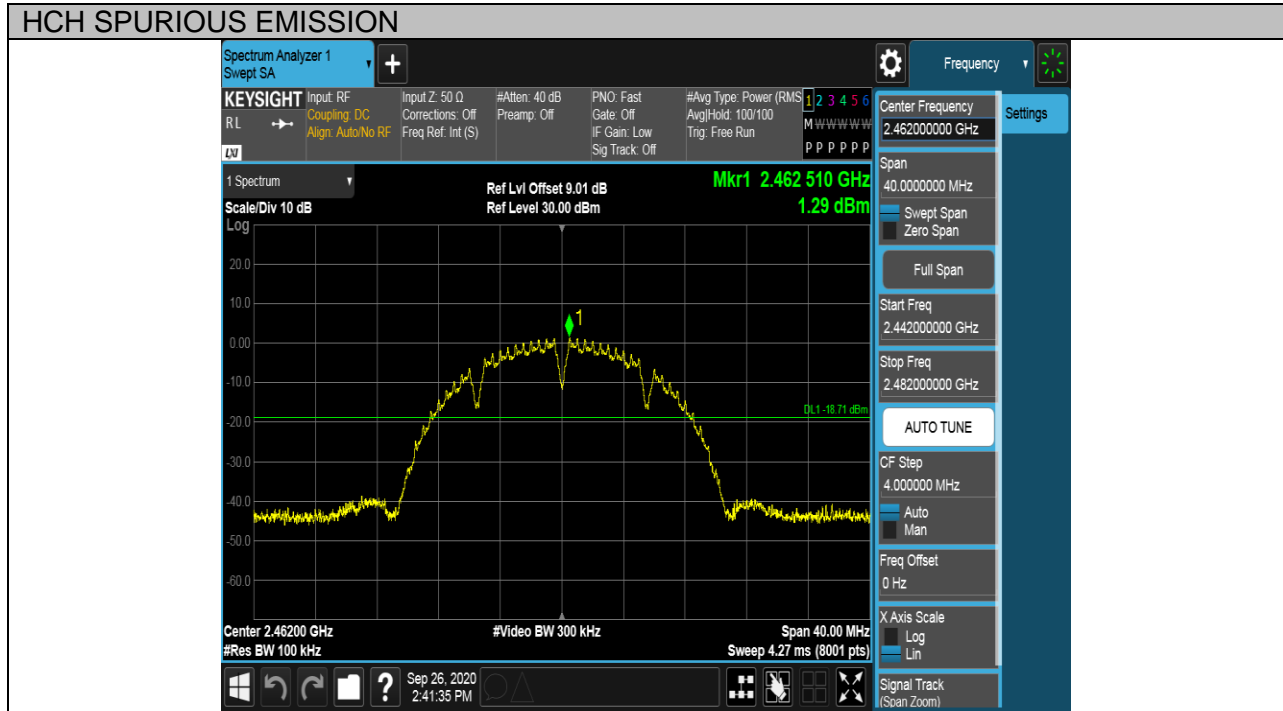 HCH SPURIOUS EMISSION
Spectrum Analyzer 1
Swept SA
+
Frequency
KEYSIGHT
RL
LXI
Input: RF
Coupling: DC
Align: Auto/No RF
Input Z: 50 Ω
Corrections: Off
Freq Ref: Int (S)
#Atten: 40 dB
Preamp: Off
PNO: Fast
Gate: Off
IF Gain: Low
Sig Track: Off
#Avg Type: Power (RMS
Avg|Hold: 100/100
Trig: Free Run
1 2 3 4 5 6
M W W W W W
P P P P P P
1 Spectrum
Scale/Div 10 dB
Log
Ref Lvl Offset 9.01 dB
Ref Level 30.00 dBm
Mkr1 2.462 510 GHz
1.29 dBm
20.0
10.0
0.00
-10.0
-20.0
-30.0
-40.0
-50.0
-60.0
1
DL1 -18.71 dBm
Center 2.46200 GHz
#Res BW 100 kHz
#Video BW 300 kHz
Span 40.00 MHz
Sweep 4.27 ms (8001 pts)
?
Sep 26, 2020
2:41:35 PM
Center Frequency
2.462000000 GHz
Settings
Span
40.0000000 MHz
Swept Span
Zero Span
Full Span
Start Freq
2.442000000 GHz
Stop Freq
2.482000000 GHz
AUTO TUNE
CF Step
4.000000 MHz
Auto
Man
Freq Offset
0 Hz
X Axis Scale
Log
Lin
Signal Track
(Span Zoom)